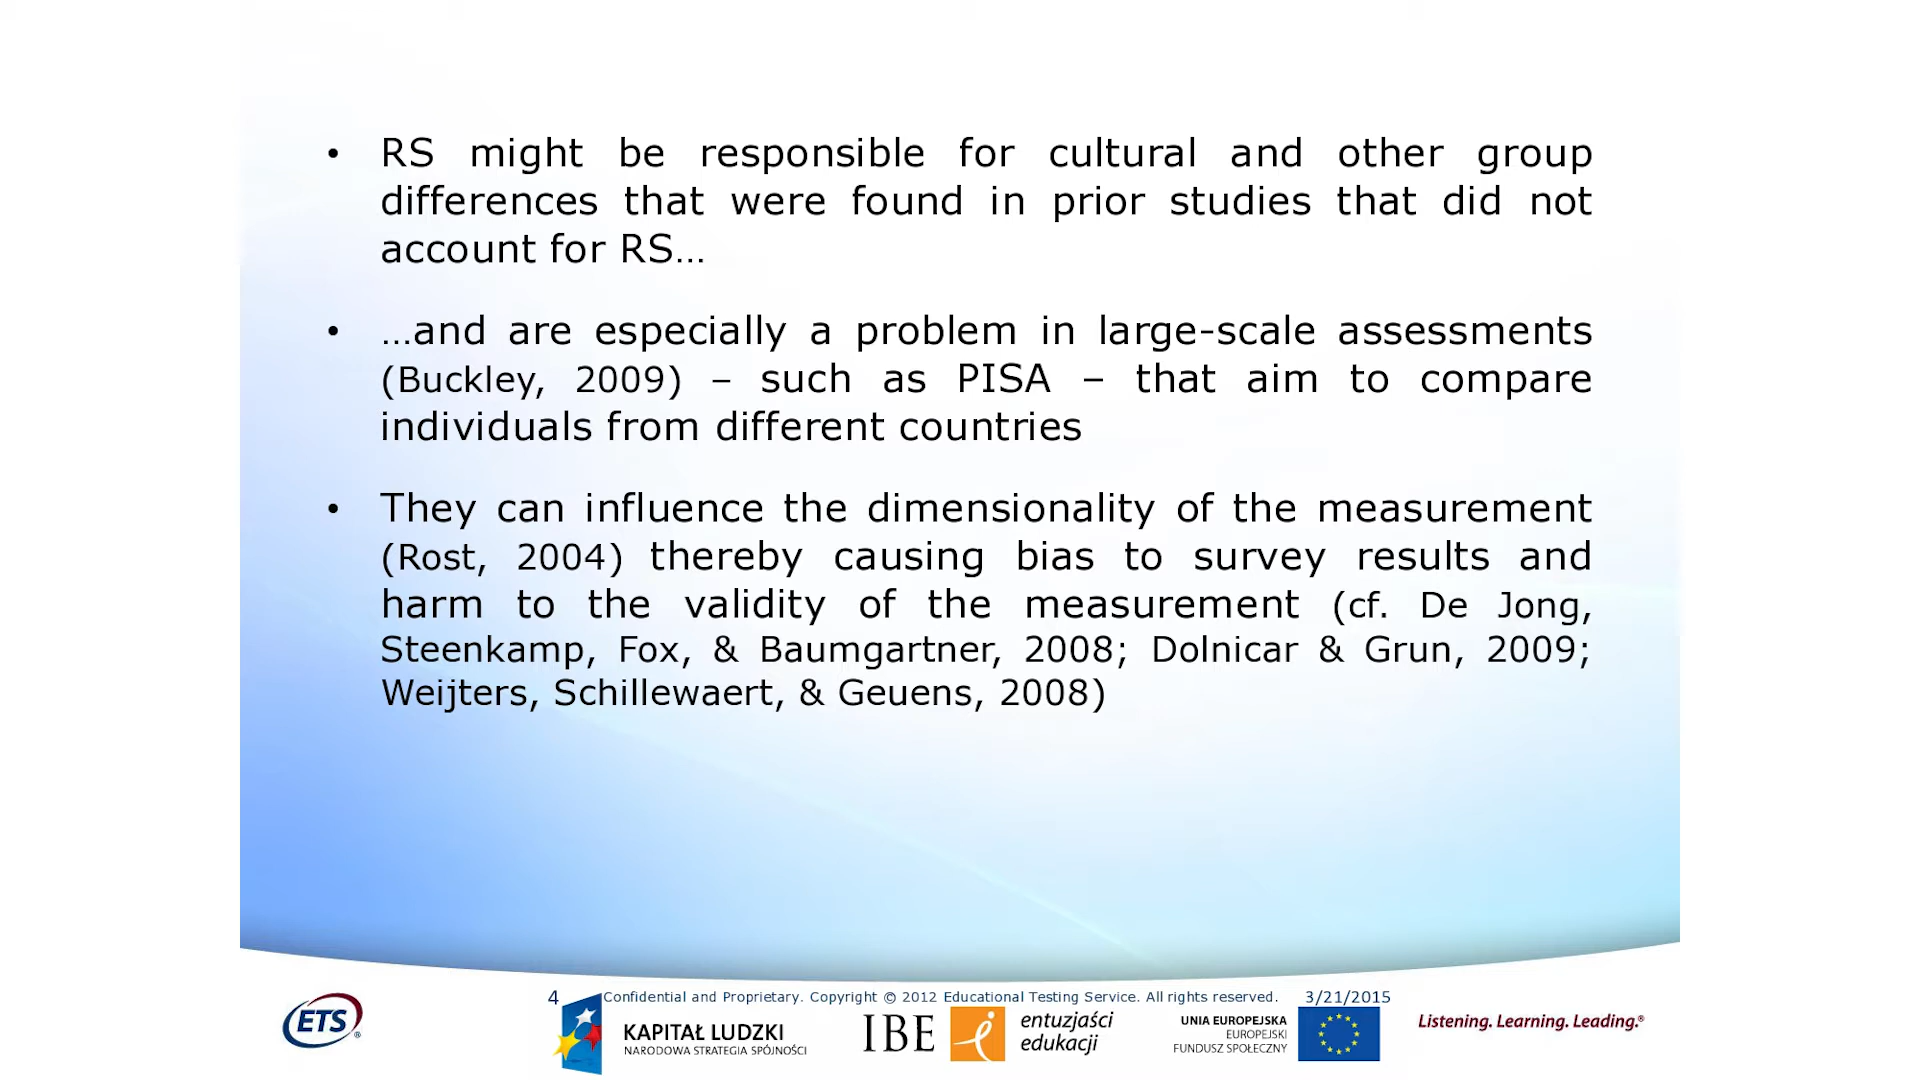 • RS might be responsible for cultural and other group
differences that were found in prior studies that did not
account for RS…
• …and are especially a problem in large-scale assessments
(Buckley, 2009) – such as PISA – that aim to compare
individuals from different countries
• They can influence the dimensionality of the measurement
(Rost, 2004) thereby causing bias to survey results and
harm to the validity of the measurement (cf. De Jong,
Steenkamp, Fox, & Baumgartner, 2008; Dolnicar & Grun, 2009;
Weijters, Schillewaert, & Geuens, 2008)
4 Confidential and Proprietary. Copyright © 2012 Educational Testing Service. All rights reserved. 3/21/2015
ETS®
KAPITAŁ LUDZKI
NARODOWA STRATEGIA SPÓJNOŚCI
IBE
entuzjaści
edukacji
UNIA EUROPEJSKA
EUROPEJSKI
FUNDUSZ SPOŁECZNY
Listening. Learning. Leading.®